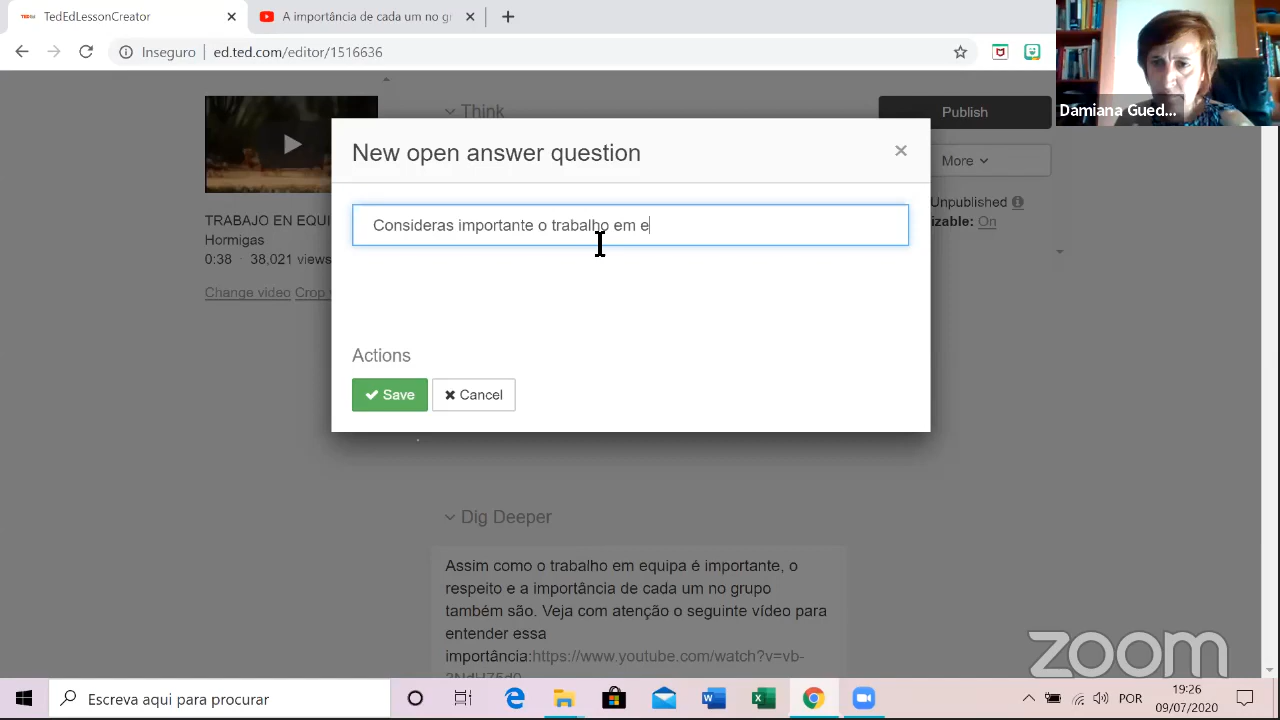 TED Ed TedEdLessonCreator
A importância de cada um no gr
Inseguro ed.ted.com/editor/1516636
Damiana Gued...
Think
Publish
New open answer question
More
TRABAJO EN EQUI
Hormigas
0:38 · 38,021 views
Change video Crop
Unpublished
izable: On
Consideras importante o trabalho em e
Actions
Save Cancel
Dig Deeper
Assim como o trabalho em equipa é importante, o
respeito e a importância de cada um no grupo
também são. Veja com atenção o seguinte vídeo para
entender essa
importância:https://www.youtube.com/watch?v=vb-
zoom
Escreva aqui para procurar
POR
19:26
09/07/2020